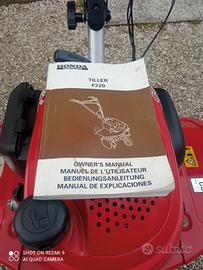 HONDA
TILLER
F220
OWNER'S MANUAL
MANUEL DE L'UTILISATEUR
BEDIENUNGSANLEITUNG
MANUAL DE EXPLICACIONES
SHOT ON REDMI 9
AI QUAD CAMERA
subito